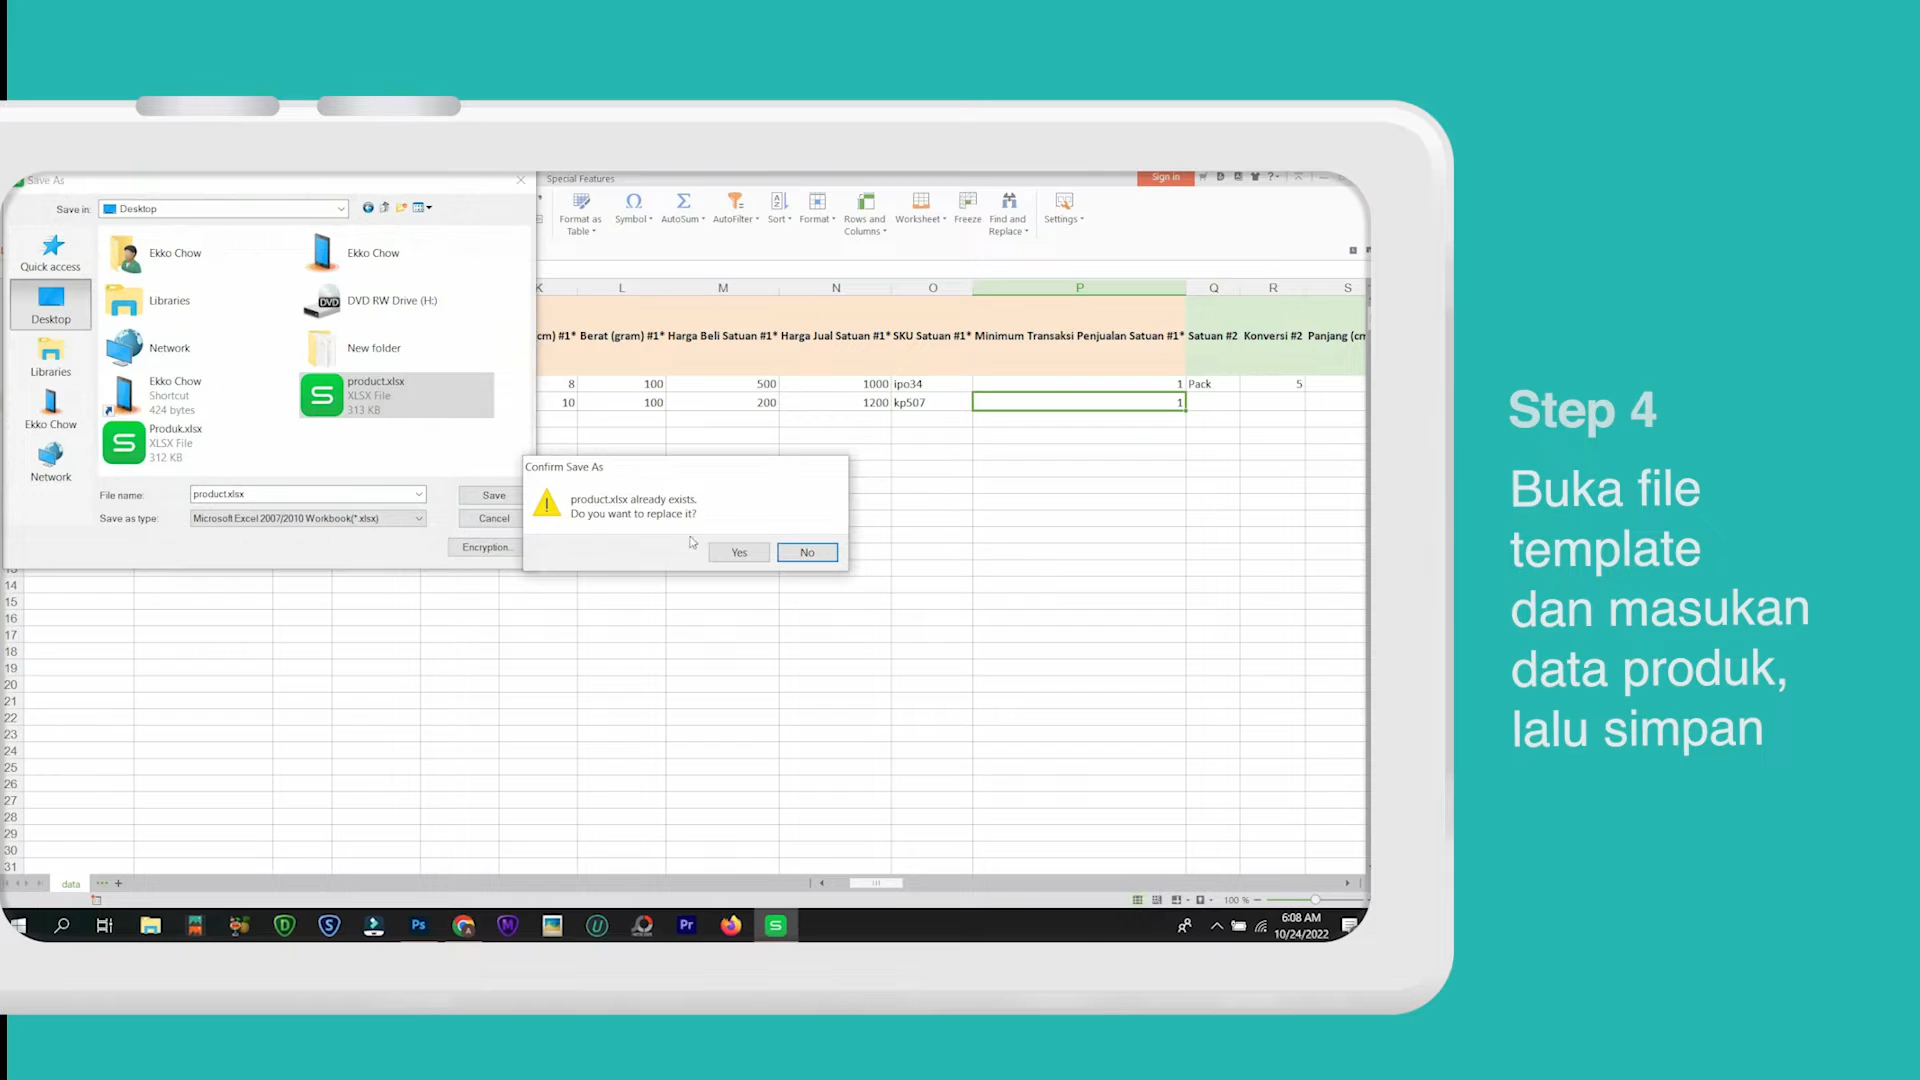 Save As
Save in:
Desktop
Quick access
Desktop
Libraries
Ekko Chow
Network
Ekko Chow
Ekko Chow
Libraries
DVD RW Drive (H:)
Network
New folder
Ekko Chow
Shortcut
424 bytes
product.xlsx
XLSX File
313 KB
Produk.xlsx
XLSX File
312 KB
File name:
product.xlsx
Save
Save as type:
Microsoft Excel 2007/2010 Workbook(*.xlsx)
Cancel
Encryption...
Special Features
Sign in
Format as
Table
Symbol
AutoSum
AutoFilter
Sort
Format
Rows and
Columns
Worksheet
Freeze
Find and
Replace
Settings
K L M N O P Q R S
cm) #1* Berat (gram) #1* Harga Beli Satuan #1* Harga Jual Satuan #1* SKU Satuan #1* Minimum Transaksi Penjualan Satuan #1* Satuan #2 Konversi #2 Panjang (cm
8 100 500 1000 ipo34 1 Pack 5
10 100 200 1200 kp507 1
Confirm Save As
product.xlsx already exists.
Do you want to replace it?
Yes
No
14
15
16
17
18
19
20
21
22
23
24
25
26
27
28
29
30
31
data
100 %
6:08 AM
10/24/2022
Step 4
Buka file
template
dan masukan
data produk,
lalu simpan